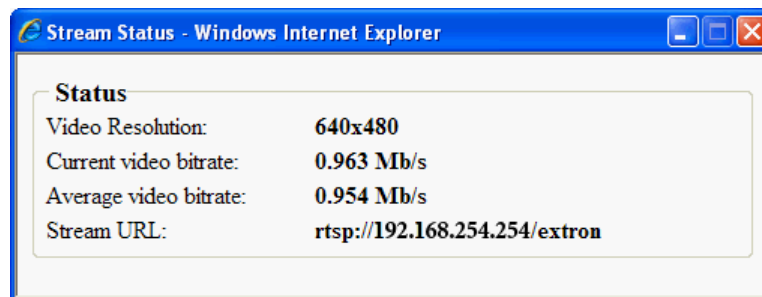 Stream Status - Windows Internet Explorer
Status
Video Resolution: 640x480
Current video bitrate: 0.963 Mb/s
Average video bitrate: 0.954 Mb/s
Stream URL: rtsp://192.168.254.254/extron